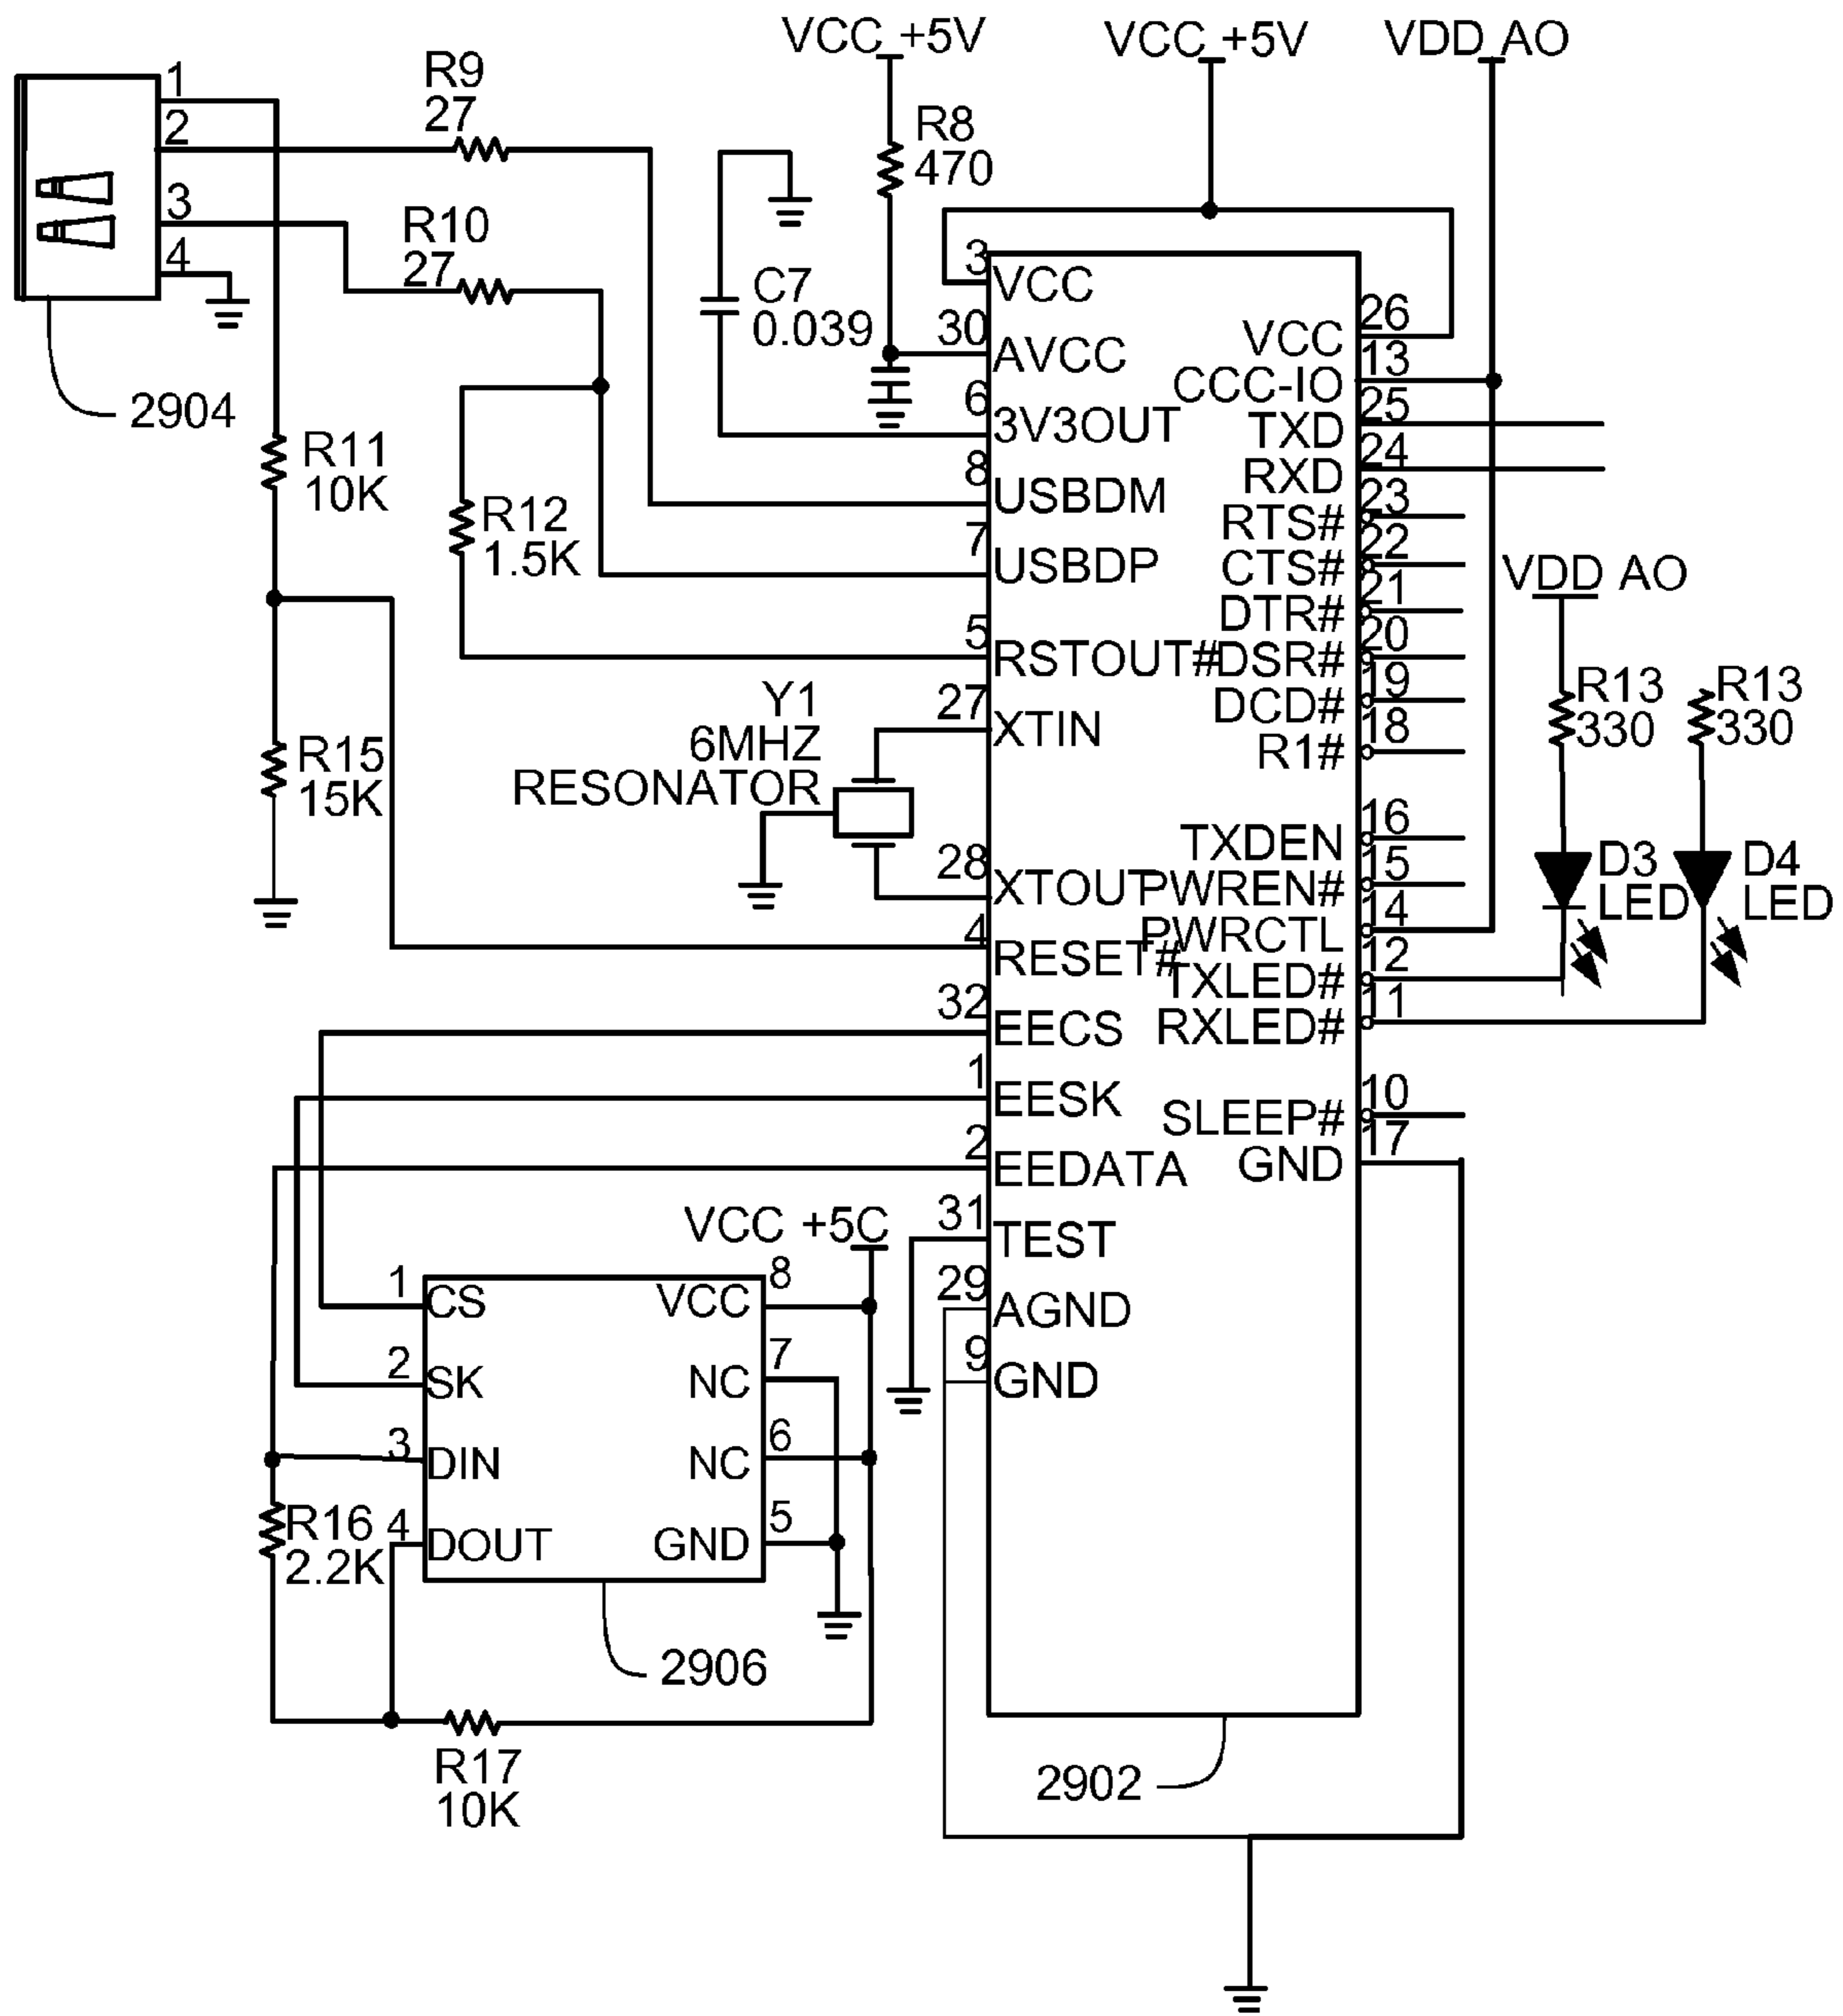 VCC +5V
VCC +5V
VDD AO
1
2
3
4
R9
27
R10
27
2904
R8
470
C7
0.039
R11
10K
R12
1.5K
R15
15K
Y1
6MHZ
RESONATOR
3
VCC
30
AVCC
6
3V3OUT
8
USBDM
7
USBDP
5
RSTOUT#
27
XTIN
28
XTOUT
4
RESET#
32
EECS
1
EESK
2
EEDATA
31
TEST
29
AGND
9
GND
26
VCC
13
CCC-IO
25
TXD
24
RXD
23
RTS#
22
CTS#
21
DTR#
20
DSR#
19
DCD#
18
R1#
16
TXDEN
15
PWREN#
14
PWRCTL
12
TXLED#
11
RXLED#
10
SLEEP#
17
GND
VDD AO
R13
330
R13
330
D3
LED
D4
LED
VCC +5C
1
CS
2
SK
3
DIN
4
DOUT
8
VCC
7
NC
6
NC
5
GND
R16
2.2K
2906
R17
10K
2902